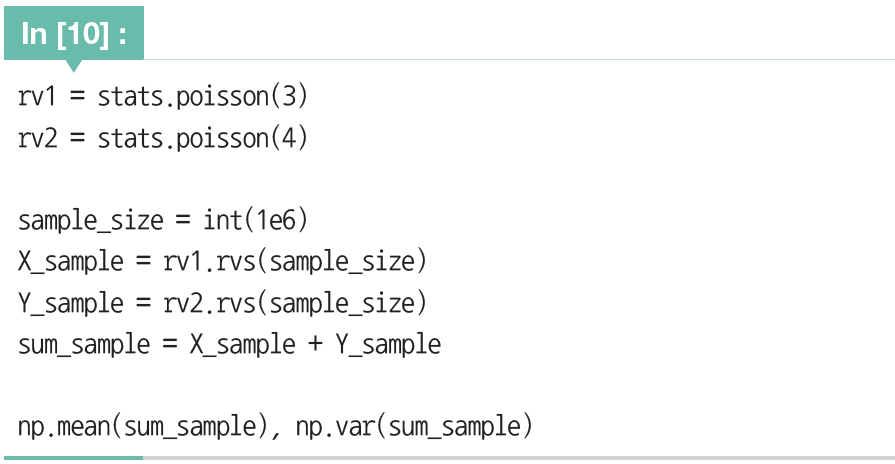 In [10] :
rv1 = stats.poisson(3)
rv2 = stats.poisson(4)
sample_size = int(1e6)
X_sample = rv1.rvs(sample_size)
Y_sample = rv2.rvs(sample_size)
sum_sample = X_sample + Y_sample
np.mean(sum_sample), np.var(sum_sample)